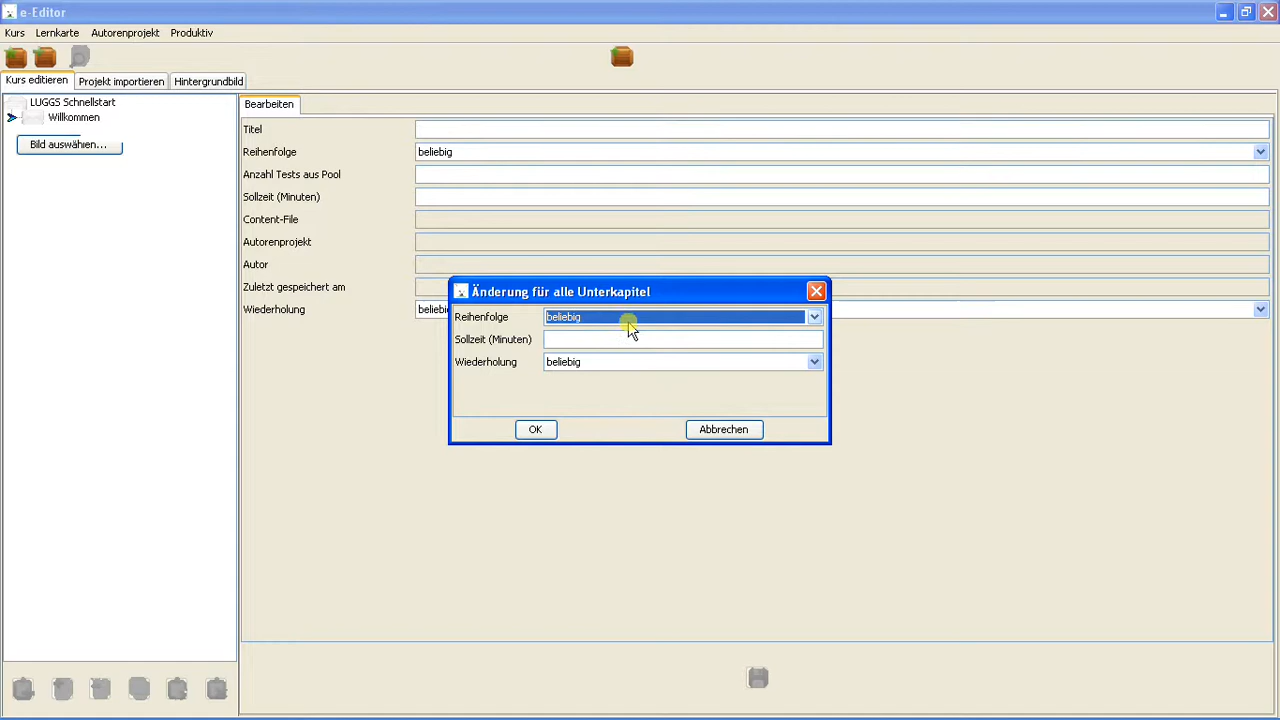 e-Editor
Kurs Lernkarte Autorenprojekt Produktiv
Kurs editieren Projekt importieren Hintergrundbild
LUGGS Schnellstart
Willkommen
Bild auswählen...
Bearbeiten
Titel
Reihenfolge beliebig
Anzahl Tests aus Pool
Sollzeit (Minuten)
Content-File
Autorenprojekt
Autor
Zuletzt gespeichert am
Wiederholung beliebig
Änderung für alle Unterkapitel
Reihenfolge beliebig
Sollzeit (Minuten)
Wiederholung beliebig
OK Abbrechen